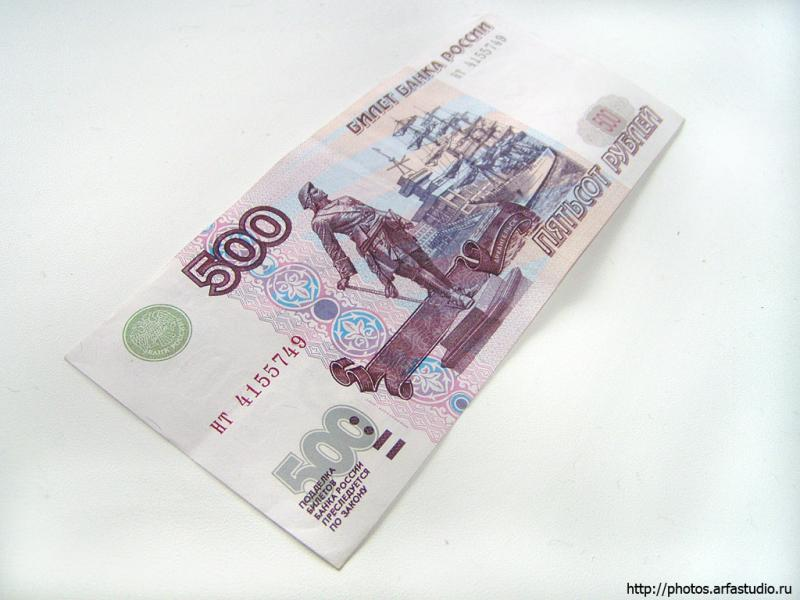 БИЛЕТ БАНКА РОССИИ
нт 4155749
500
ПЯТЬСОТ РУБЛЕЙ
500
нт 4155749
500
ПОДДЕЛКА
БИЛЕТОВ
БАНКА РОССИИ
ПРЕСЛЕДУЕТСЯ
ПО ЗАКОНУ
http://photos.arfastudio.ru